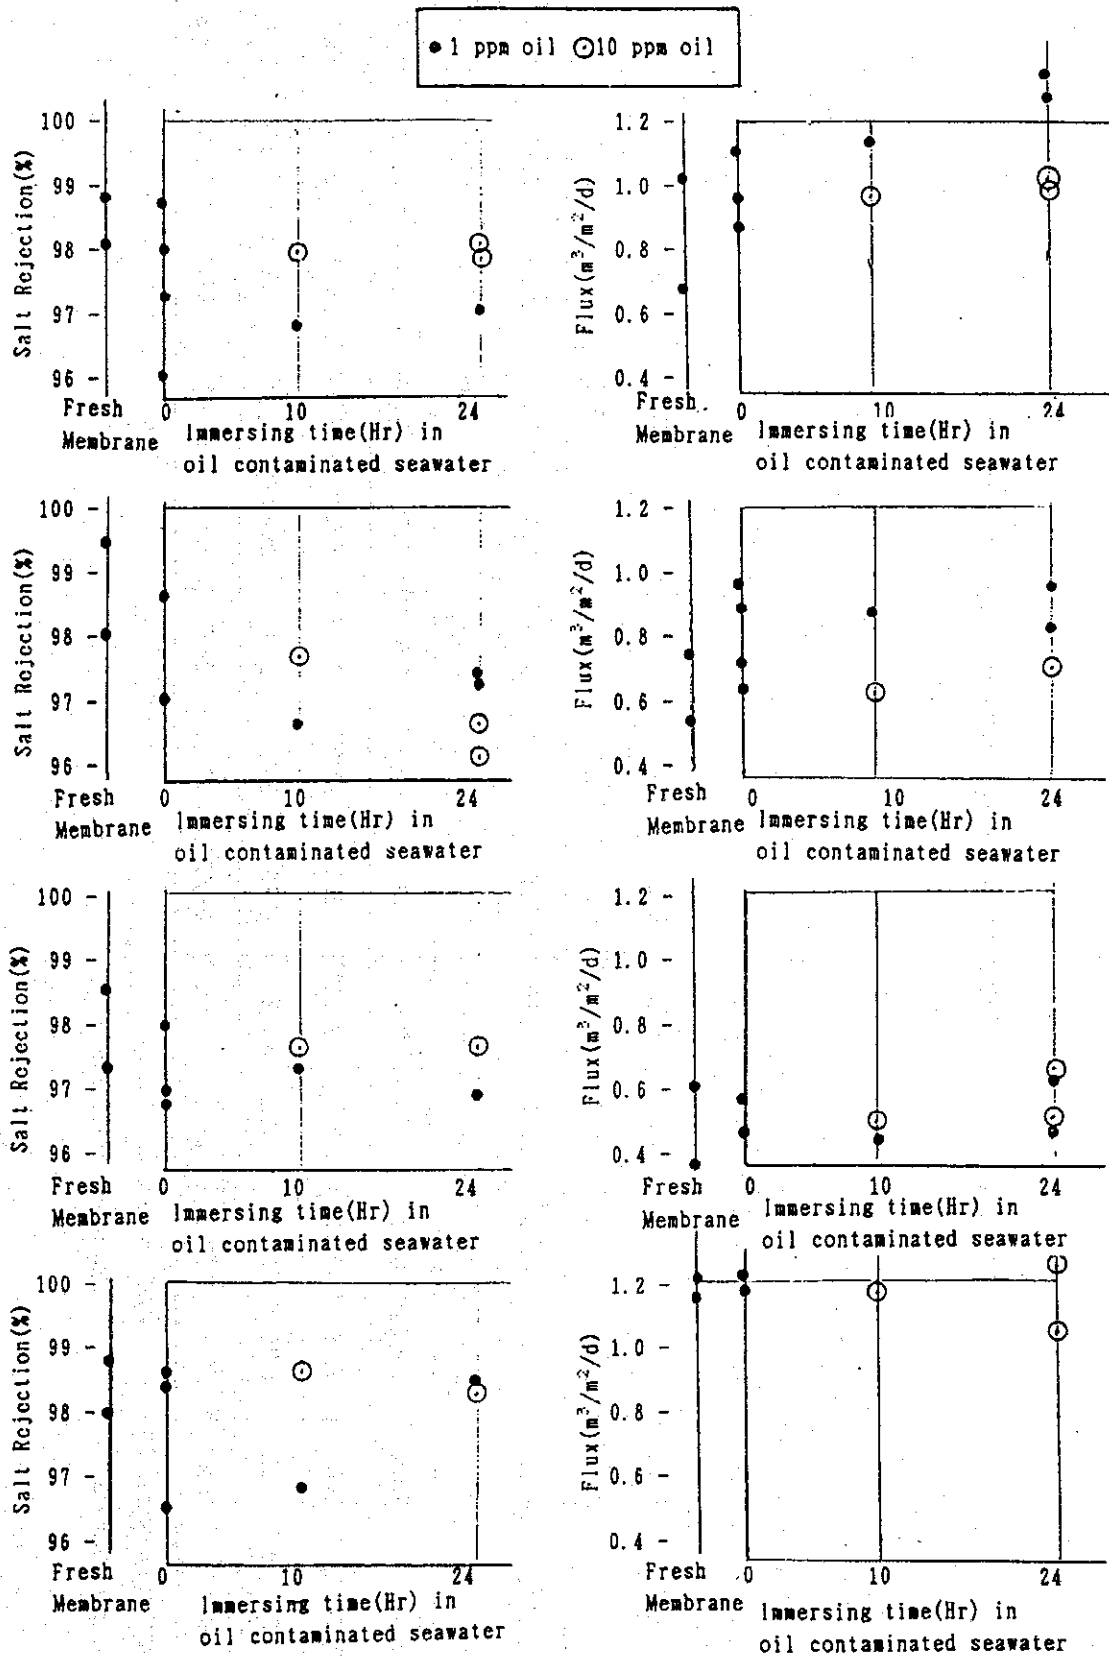 ● 1 ppm oil ⊙10 ppm oil
Salt Rejection(%)
100
99
98
97
96
Fresh
Membrane
0
10
24
Immersing time(Hr) in
oil contaminated seawater
Flux(m³/m²/d)
1.2
1.0
0.8
0.6
0.4
Fresh
Membrane
0
10
24
Immersing time(Hr) in
oil contaminated seawater
Salt Rejection(%)
100
99
98
97
96
Fresh
Membrane
0
10
24
Immersing time(Hr) in
oil contaminated seawater
Flux(m³/m²/d)
1.2
1.0
0.8
0.6
0.4
Fresh
Membrane
0
10
24
Immersing time(Hr) in
oil contaminated seawater
Salt Rejection(%)
100
99
98
97
96
Fresh
Membrane
0
10
24
Immersing time(Hr) in
oil contaminated seawater
Flux(m³/m²/d)
1.2
1.0
0.8
0.6
0.4
Fresh
Membrane
0
10
24
Immersing time(Hr) in
oil contaminated seawater
Salt Rejection(%)
100
99
98
97
96
Fresh
Membrane
0
10
24
Immersing time(Hr) in
oil contaminated seawater
Flux(m³/m²/d)
1.2
1.0
0.8
0.6
0.4
Fresh
Membrane
0
10
24
Immersing time(Hr) in
oil contaminated seawater